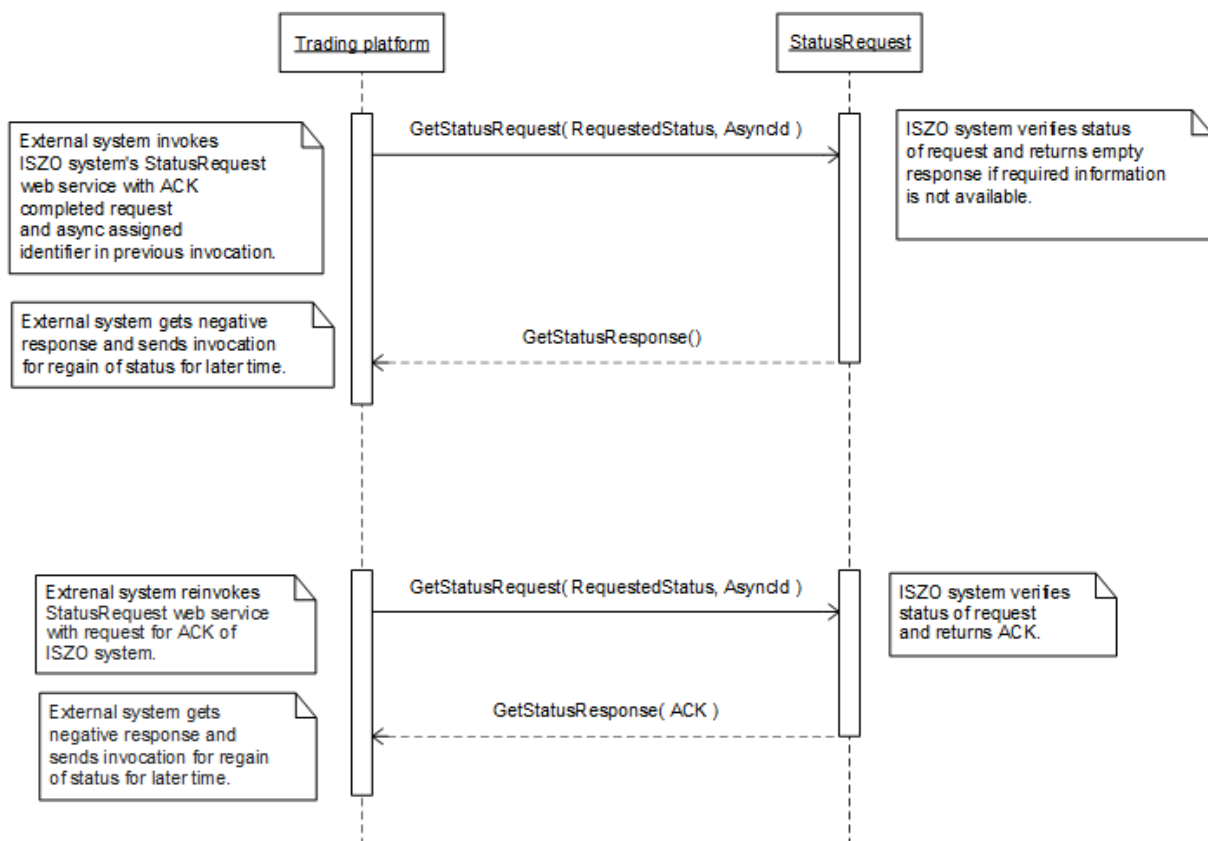 Trading platform
StatusRequest
External system invokes
ISZO system's StatusRequest
web service with ACK
completed request
and async assigned
identifier in previous invocation.
GetStatusRequest( RequestedStatus, AsyncId )
ISZO system verifies status
of request and returns empty
response if required information
is not available.
External system gets negative
response and sends invocation
for regain of status for later time.
GetStatusResponse()
Extrenal system reinvokes
StatusRequest web service
with request for ACK of
ISZO system.
GetStatusRequest( RequestedStatus, AsyncId )
ISZO system verifies
status of request
and returns ACK.
External system gets
negative response and
sends invocation for regain
of status for later time.
GetStatusResponse( ACK )